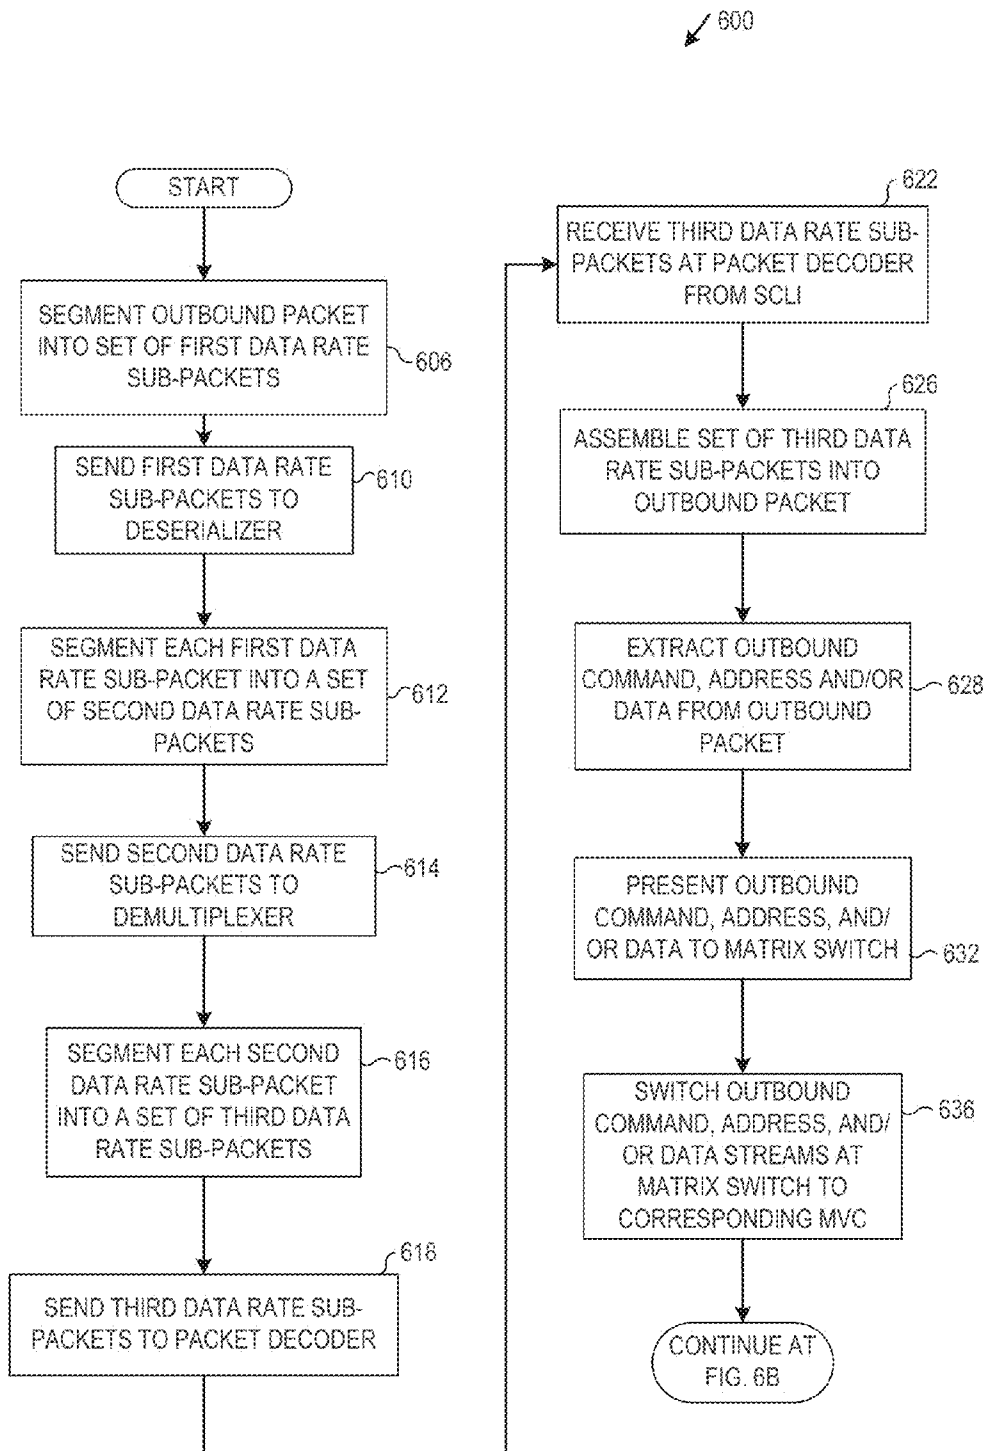 600
START
SEGMENT OUTBOUND PACKET
INTO SET OF FIRST DATA RATE
SUB-PACKETS
606
SEND FIRST DATA RATE
SUB-PACKETS TO
DESERIALIZER
610
SEGMENT EACH FIRST DATA
RATE SUB-PACKET INTO A SET
OF SECOND DATA RATE SUB-
PACKETS
612
SEND SECOND DATA RATE
SUB-PACKETS TO
DEMULTIPLEXER
614
SEGMENT EACH SECOND
DATA RATE SUB-PACKET
INTO A SET OF THIRD DATA
RATE SUB-PACKETS
616
618
SEND THIRD DATA RATE SUB-
PACKETS TO PACKET DECODER
622
RECEIVE THIRD DATA RATE SUB-
PACKETS AT PACKET DECODER
FROM SCLI
626
ASSEMBLE SET OF THIRD DATA
RATE SUB-PACKETS INTO
OUTBOUND PACKET
EXTRACT OUTBOUND
COMMAND, ADDRESS AND/OR
DATA FROM OUTBOUND
PACKET
628
PRESENT OUTBOUND
COMMAND, ADDRESS, AND/
OR DATA TO MATRIX SWITCH
632
SWITCH OUTBOUND
COMMAND, ADDRESS, AND/
OR DATA STREAMS AT
MATRIX SWITCH TO
CORRESPONDING MVC
636
CONTINUE AT
FIG. 6B